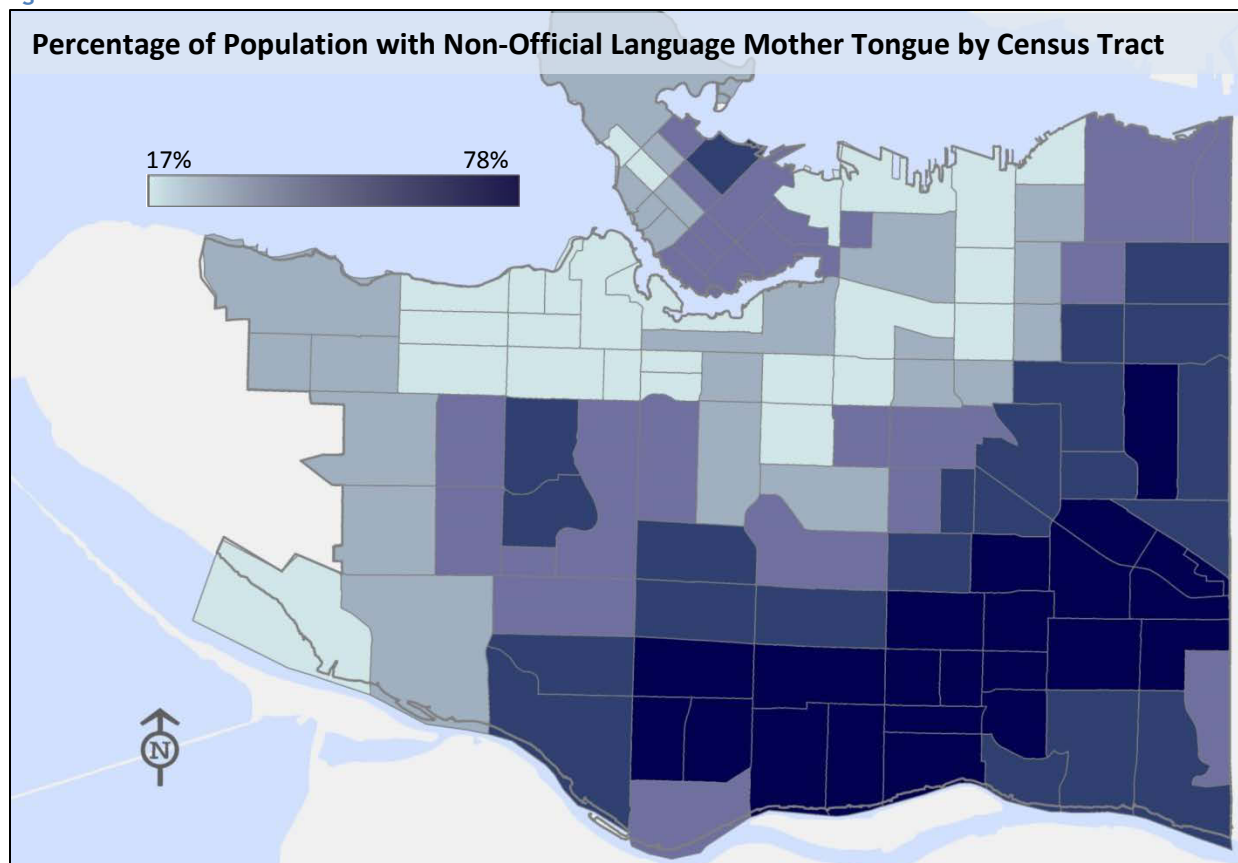 Percentage of Population with Non-Official Language Mother Tongue by Census Tract
17% 78%
N